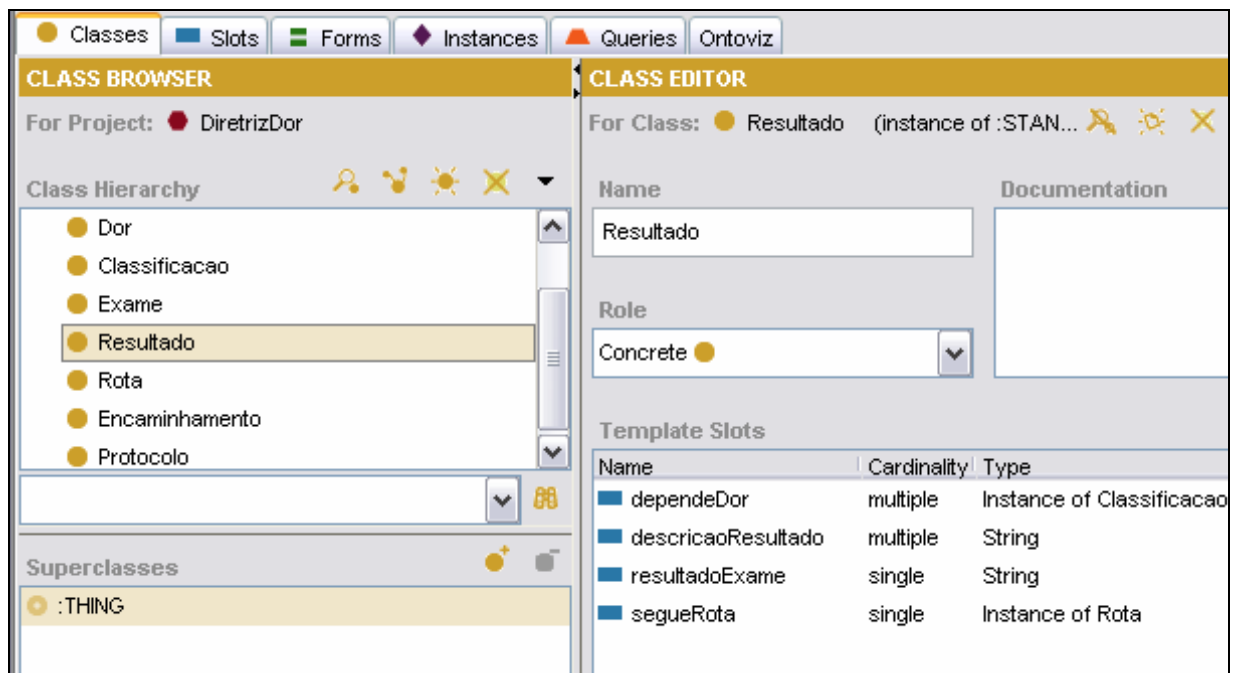 Classes Slots Forms Instances Queries Ontoviz
CLASS BROWSER
For Project: DiretrizDor
Class Hierarchy
Dor
Classificacao
Exame
Resultado
Rota
Encaminhamento
Protocolo
Superclasses
:THING
CLASS EDITOR
For Class: Resultado (instance of :STAN...
Name
Documentation
Resultado
Role
Concrete
Template Slots
Name Cardinality Type
dependeDor multiple Instance of Classificacao
descricaoResultado multiple String
resultadoExame single String
segueRota single Instance of Rota